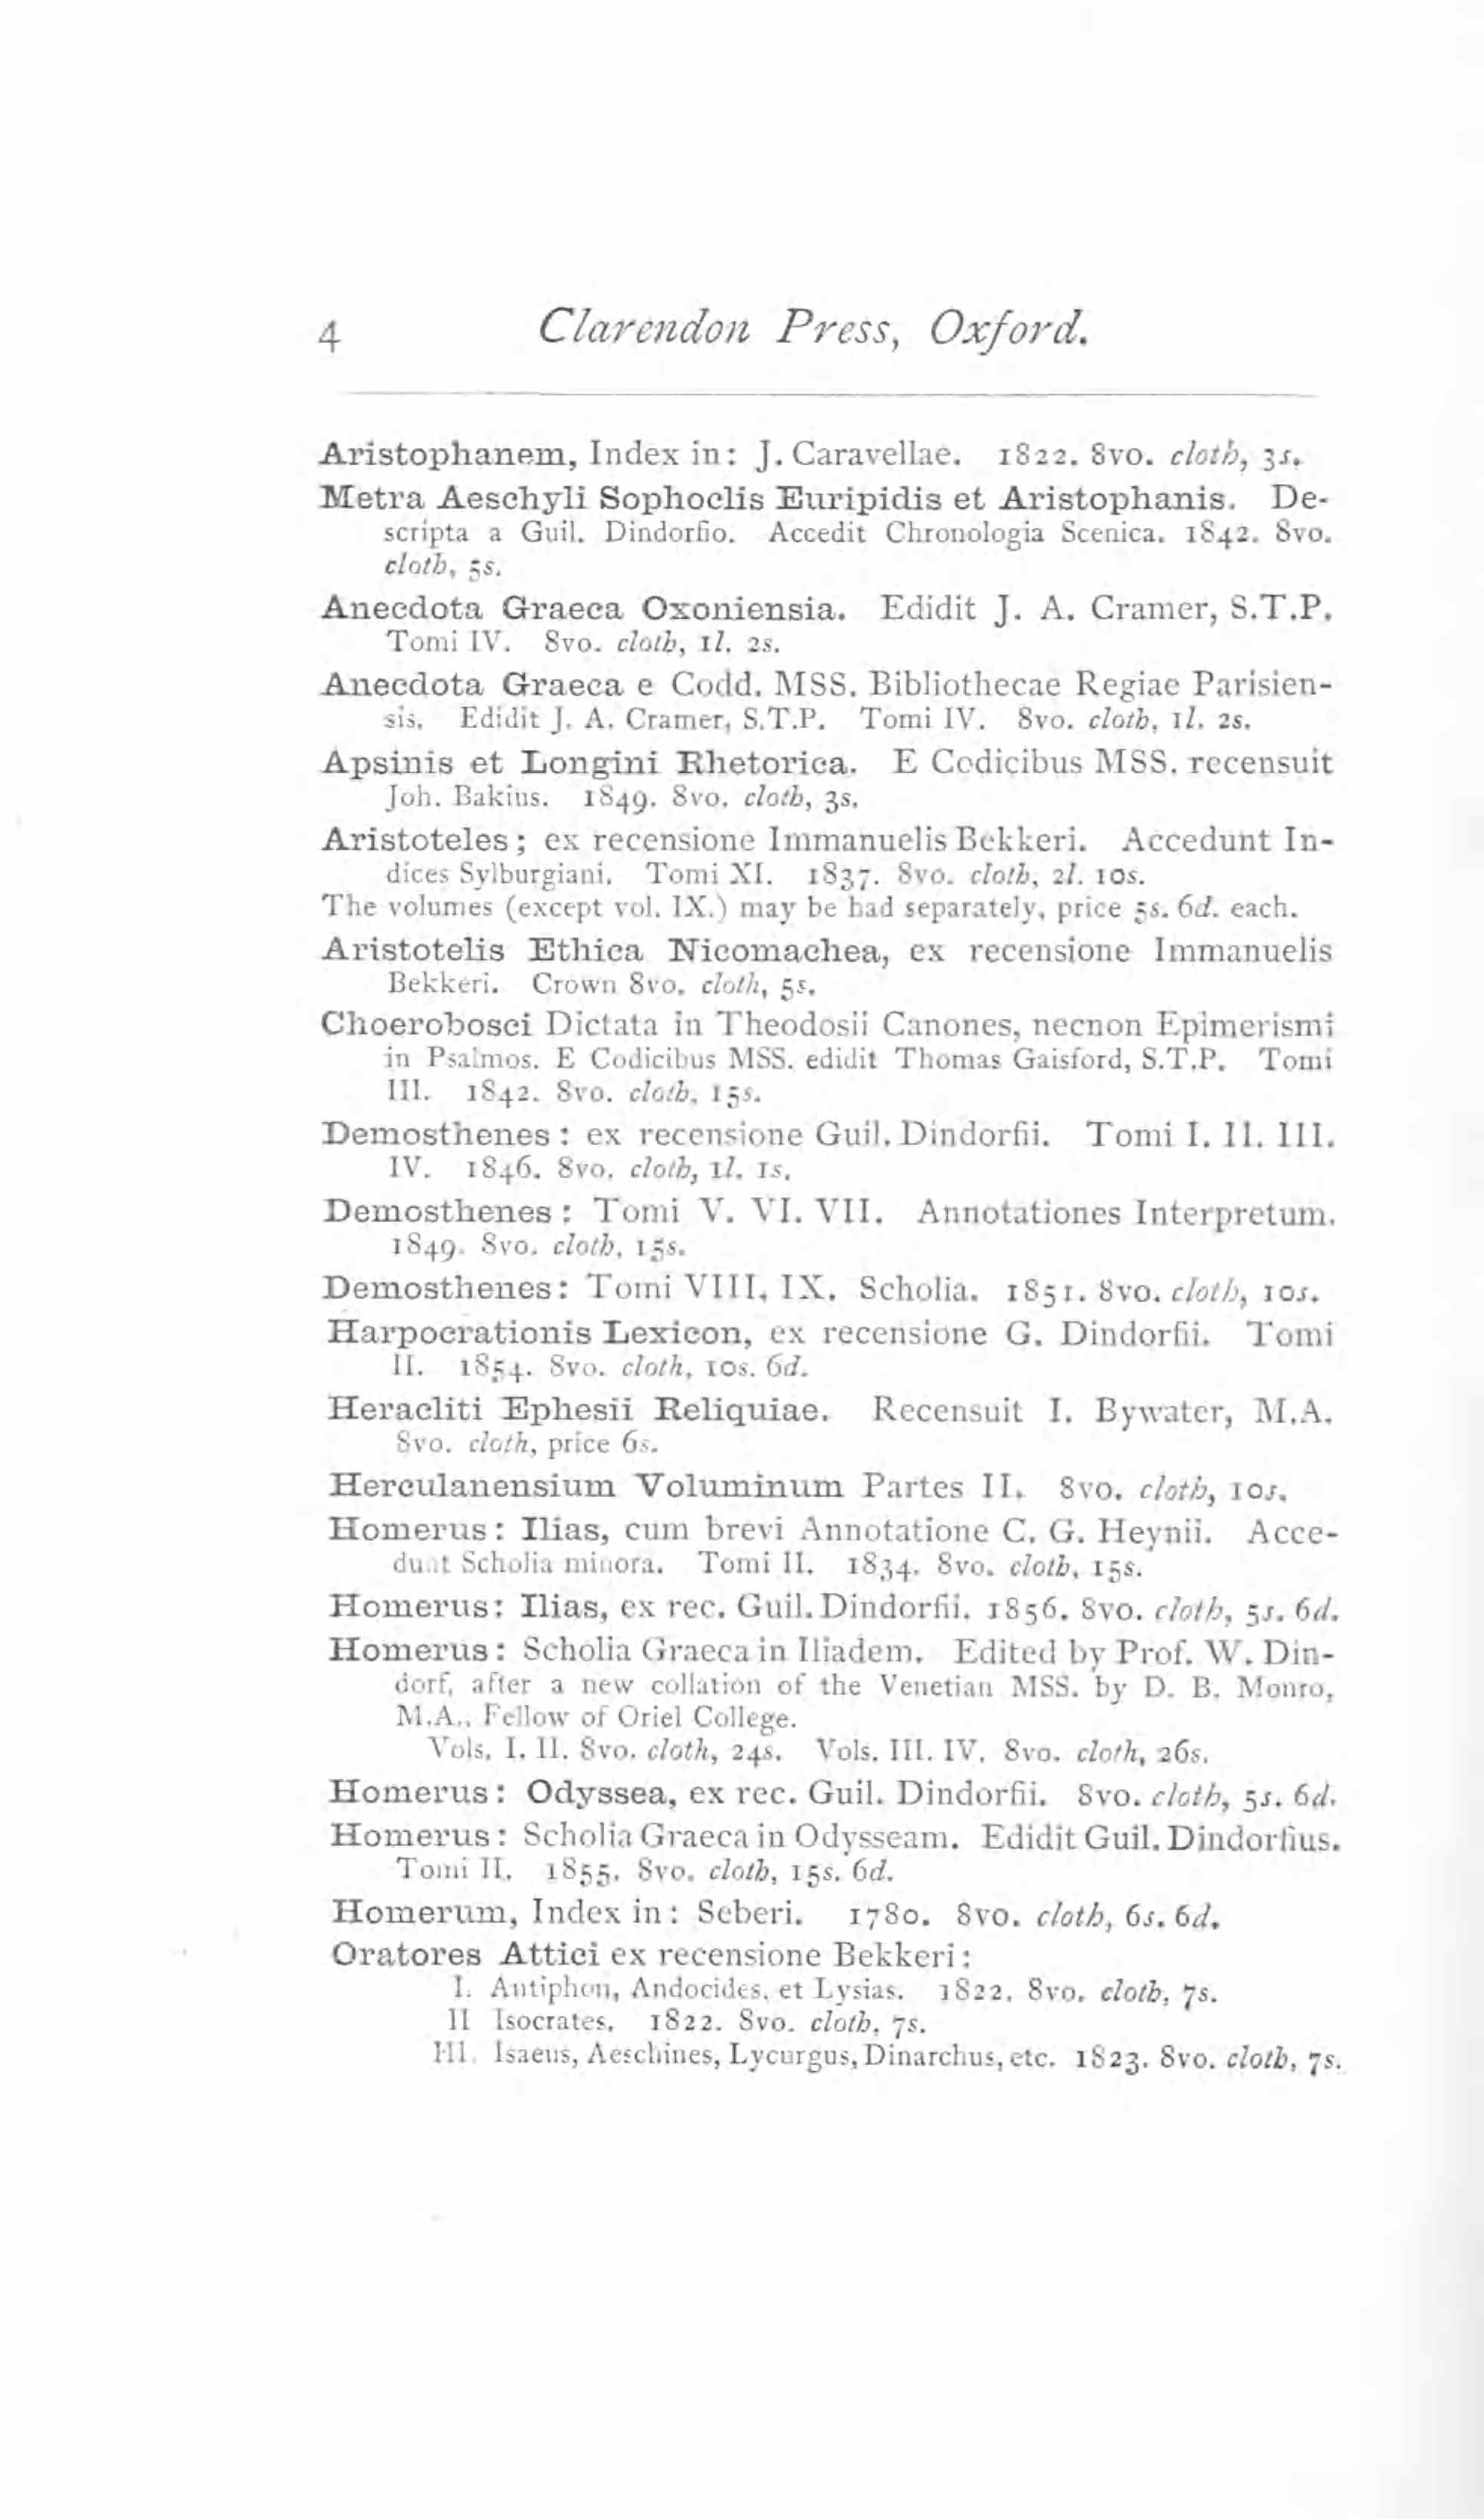 4 Clarendon Press, Oxford.
Aristophanem, Index in: J. Caravellae. 1822. 8vo. cloth, 3s.
Metra Aeschyli Sophoclis Euripidis et Aristophanis. De-
scripta a Guil. Dindorfio. Accedit Chronologia Scenica. 1842. 8vo.
cloth, 5s.
Anecdota Graeca Oxoniensia. Edidit J. A. Cramer, S.T.P.
Tomi IV. 8vo. cloth, 1l. 2s.
Anecdota Graeca e Codd. MSS. Bibliothecae Regiae Parisien-
sis. Edidit J. A. Cramer, S.T.P. Tomi IV. 8vo. cloth, 1l. 2s.
Apsinis et Longini Rhetorica. E Codicibus MSS. recensuit
Joh. Bakius. 1849. 8vo. cloth, 3s.
Aristoteles; ex recensione Immanuelis Bekkeri. Accedunt In-
dices Sylburgiani. Tomi XI. 1837. 8vo. cloth, 2l. 10s.
The volumes (except vol. IX.) may be had separately, price 5s. 6d. each.
Aristotelis Ethica Nicomachea, ex recensione Immanuelis
Bekkeri. Crown 8vo. cloth, 5s.
Choerobosci Dictata in Theodosii Canones, necnon Epimerismi
in Psalmos. E Codicibus MSS. edidit Thomas Gaisford, S.T.P. Tomi
III. 1842. 8vo. cloth, 15s.
Demosthenes: ex recensione Guil. Dindorfii. Tomi I. II. III.
IV. 1846. 8vo. cloth, 1l. 1s.
Demosthenes: Tomi V. VI. VII. Annotationes Interpretum.
1849. 8vo. cloth, 15s.
Demosthenes: Tomi VIII, IX. Scholia. 1851. 8vo. cloth, 10s.
Harpocrationis Lexicon, ex recensione G. Dindorfii. Tomi
II. 1854. 8vo. cloth, 10s. 6d.
Heracliti Ephesii Reliquiae. Recensuit I. Bywater, M.A.
8vo. cloth, price 6s.
Herculanensium Voluminum Partes II. 8vo. cloth, 10s.
Homerus: Ilias, cum brevi Annotatione C. G. Heynii. Acce-
dunt Scholia minora. Tomi II. 1834. 8vo. cloth, 15s.
Homerus: Ilias, ex rec. Guil. Dindorfii. 1856. 8vo. cloth, 5s. 6d.
Homerus: Scholia Graeca in Iliadem. Edited by Prof. W. Din-
dorf, after a new collation of the Venetian MSS. by D. B. Monro,
M.A., Fellow of Oriel College.
Vols. I. II. 8vo. cloth, 24s. Vols. III. IV. 8vo. cloth, 26s.
Homerus: Odyssea, ex rec. Guil. Dindorfii. 8vo. cloth, 5s. 6d.
Homerus: Scholia Graeca in Odysseam. Edidit Guil. Dindorfius.
Tomi II. 1855. 8vo. cloth, 15s. 6d.
Homerum, Index in: Seberi. 1780. 8vo. cloth, 6s. 6d.
Oratores Attici ex recensione Bekkeri:
I. Antiphon, Andocides, et Lysias. 1822. 8vo. cloth, 7s.
II Isocrates. 1822. 8vo. cloth, 7s.
III. Isaeus, Aeschines, Lycurgus, Dinarchus, etc. 1823. 8vo. cloth, 7s.